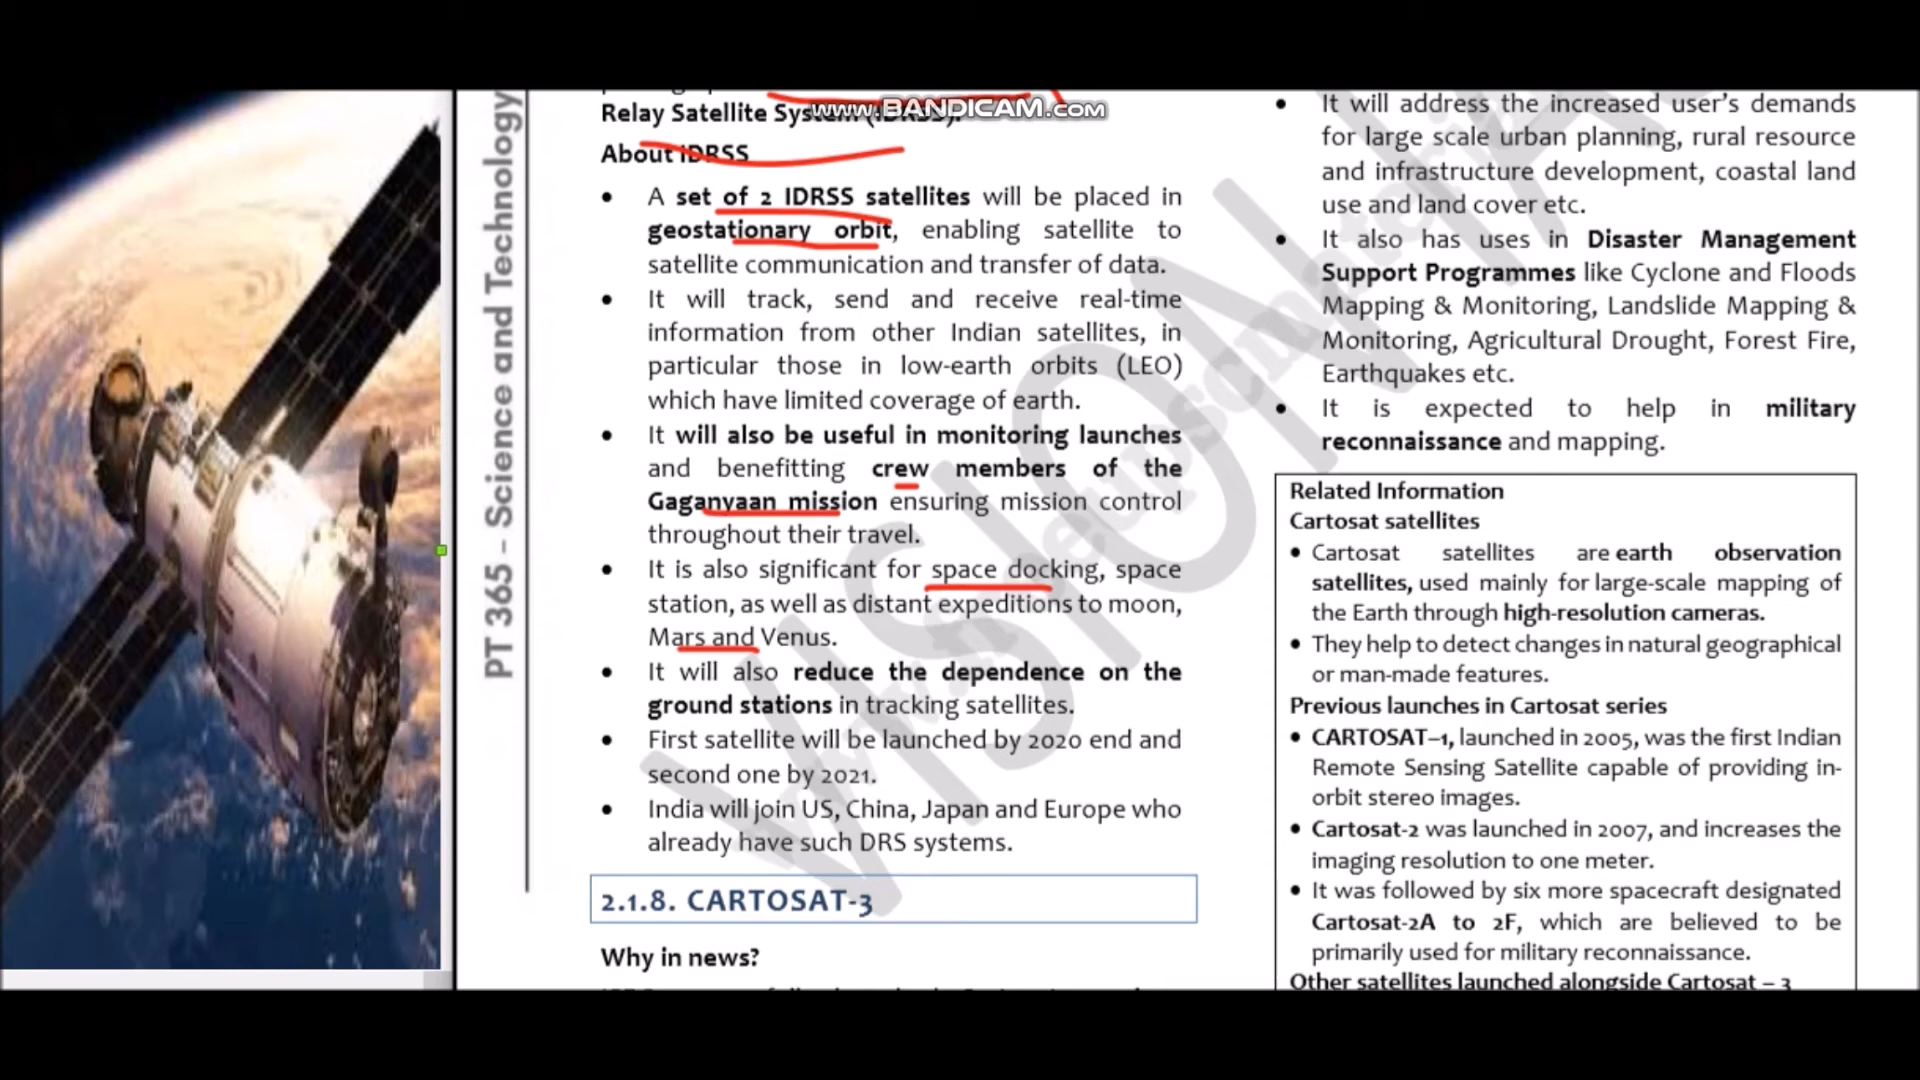 www.BANDICAM.com
Relay Satellite System (IDRSS).
About IDRSS
• A set of 2 IDRSS satellites will be placed in
geostationary orbit, enabling satellite to
satellite communication and transfer of data.
• It will track, send and receive real-time
information from other Indian satellites, in
particular those in low-earth orbits (LEO)
which have limited coverage of earth.
• It will also be useful in monitoring launches
and benefitting crew members of the
Gaganyaan mission ensuring mission control
throughout their travel.
• It is also significant for space docking, space
station, as well as distant expeditions to moon,
Mars and Venus.
• It will also reduce the dependence on the
ground stations in tracking satellites.
• First satellite will be launched by 2020 end and
second one by 2021.
• India will join US, China, Japan and Europe who
already have such DRS systems.
2.1.8. CARTOSAT-3
Why in news?
• It will address the increased user's demands
for large scale urban planning, rural resource
and infrastructure development, coastal land
use and land cover etc.
• It also has uses in Disaster Management
Support Programmes like Cyclone and Floods
Mapping & Monitoring, Landslide Mapping &
Monitoring, Agricultural Drought, Forest Fire,
Earthquakes etc.
• It is expected to help in military
reconnaissance and mapping.
Related Information
Cartosat satellites
• Cartosat satellites are earth observation
satellites, used mainly for large-scale mapping of
the Earth through high-resolution cameras.
• They help to detect changes in natural geographical
or man-made features.
Previous launches in Cartosat series
• CARTOSAT–1, launched in 2005, was the first Indian
Remote Sensing Satellite capable of providing in-
orbit stereo images.
• Cartosat-2 was launched in 2007, and increases the
imaging resolution to one meter.
• It was followed by six more spacecraft designated
Cartosat-2A to 2F, which are believed to be
primarily used for military reconnaissance.
Other satellites launched alongside Cartosat – 3
PT 365 - Science and Technology